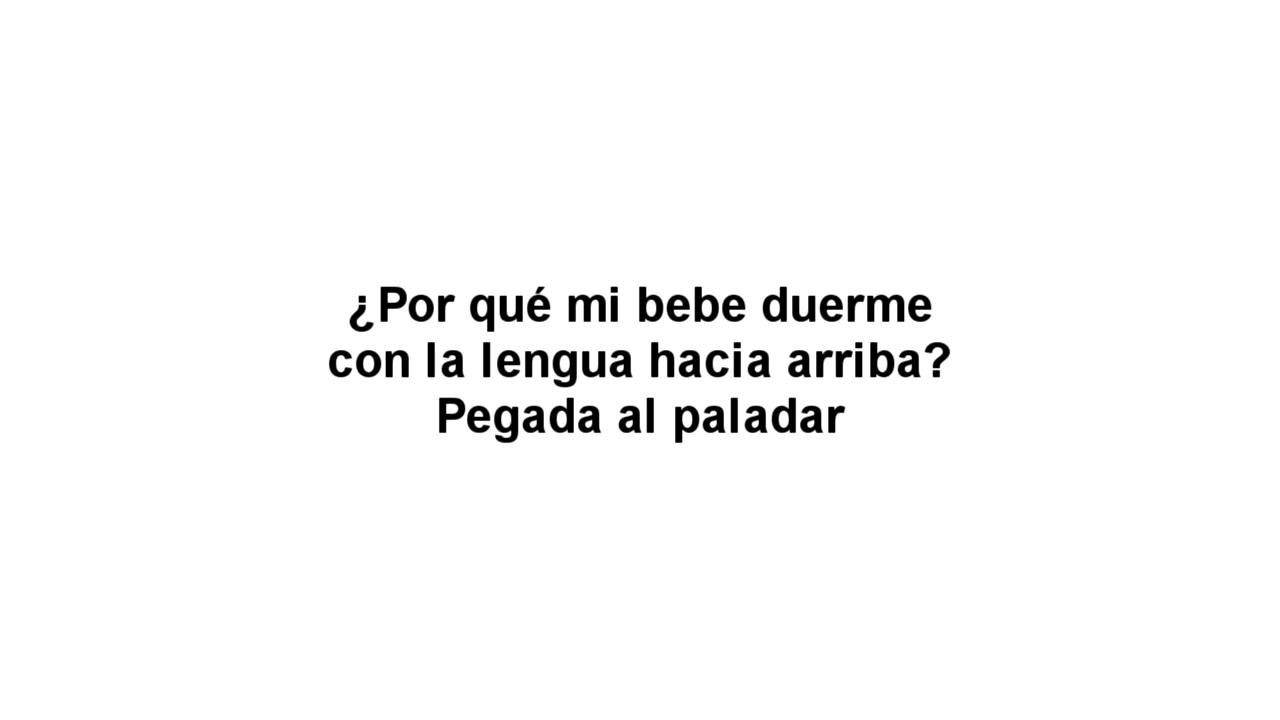 ¿Por qué mi bebe duerme
con la lengua hacia arriba?
Pegada al paladar